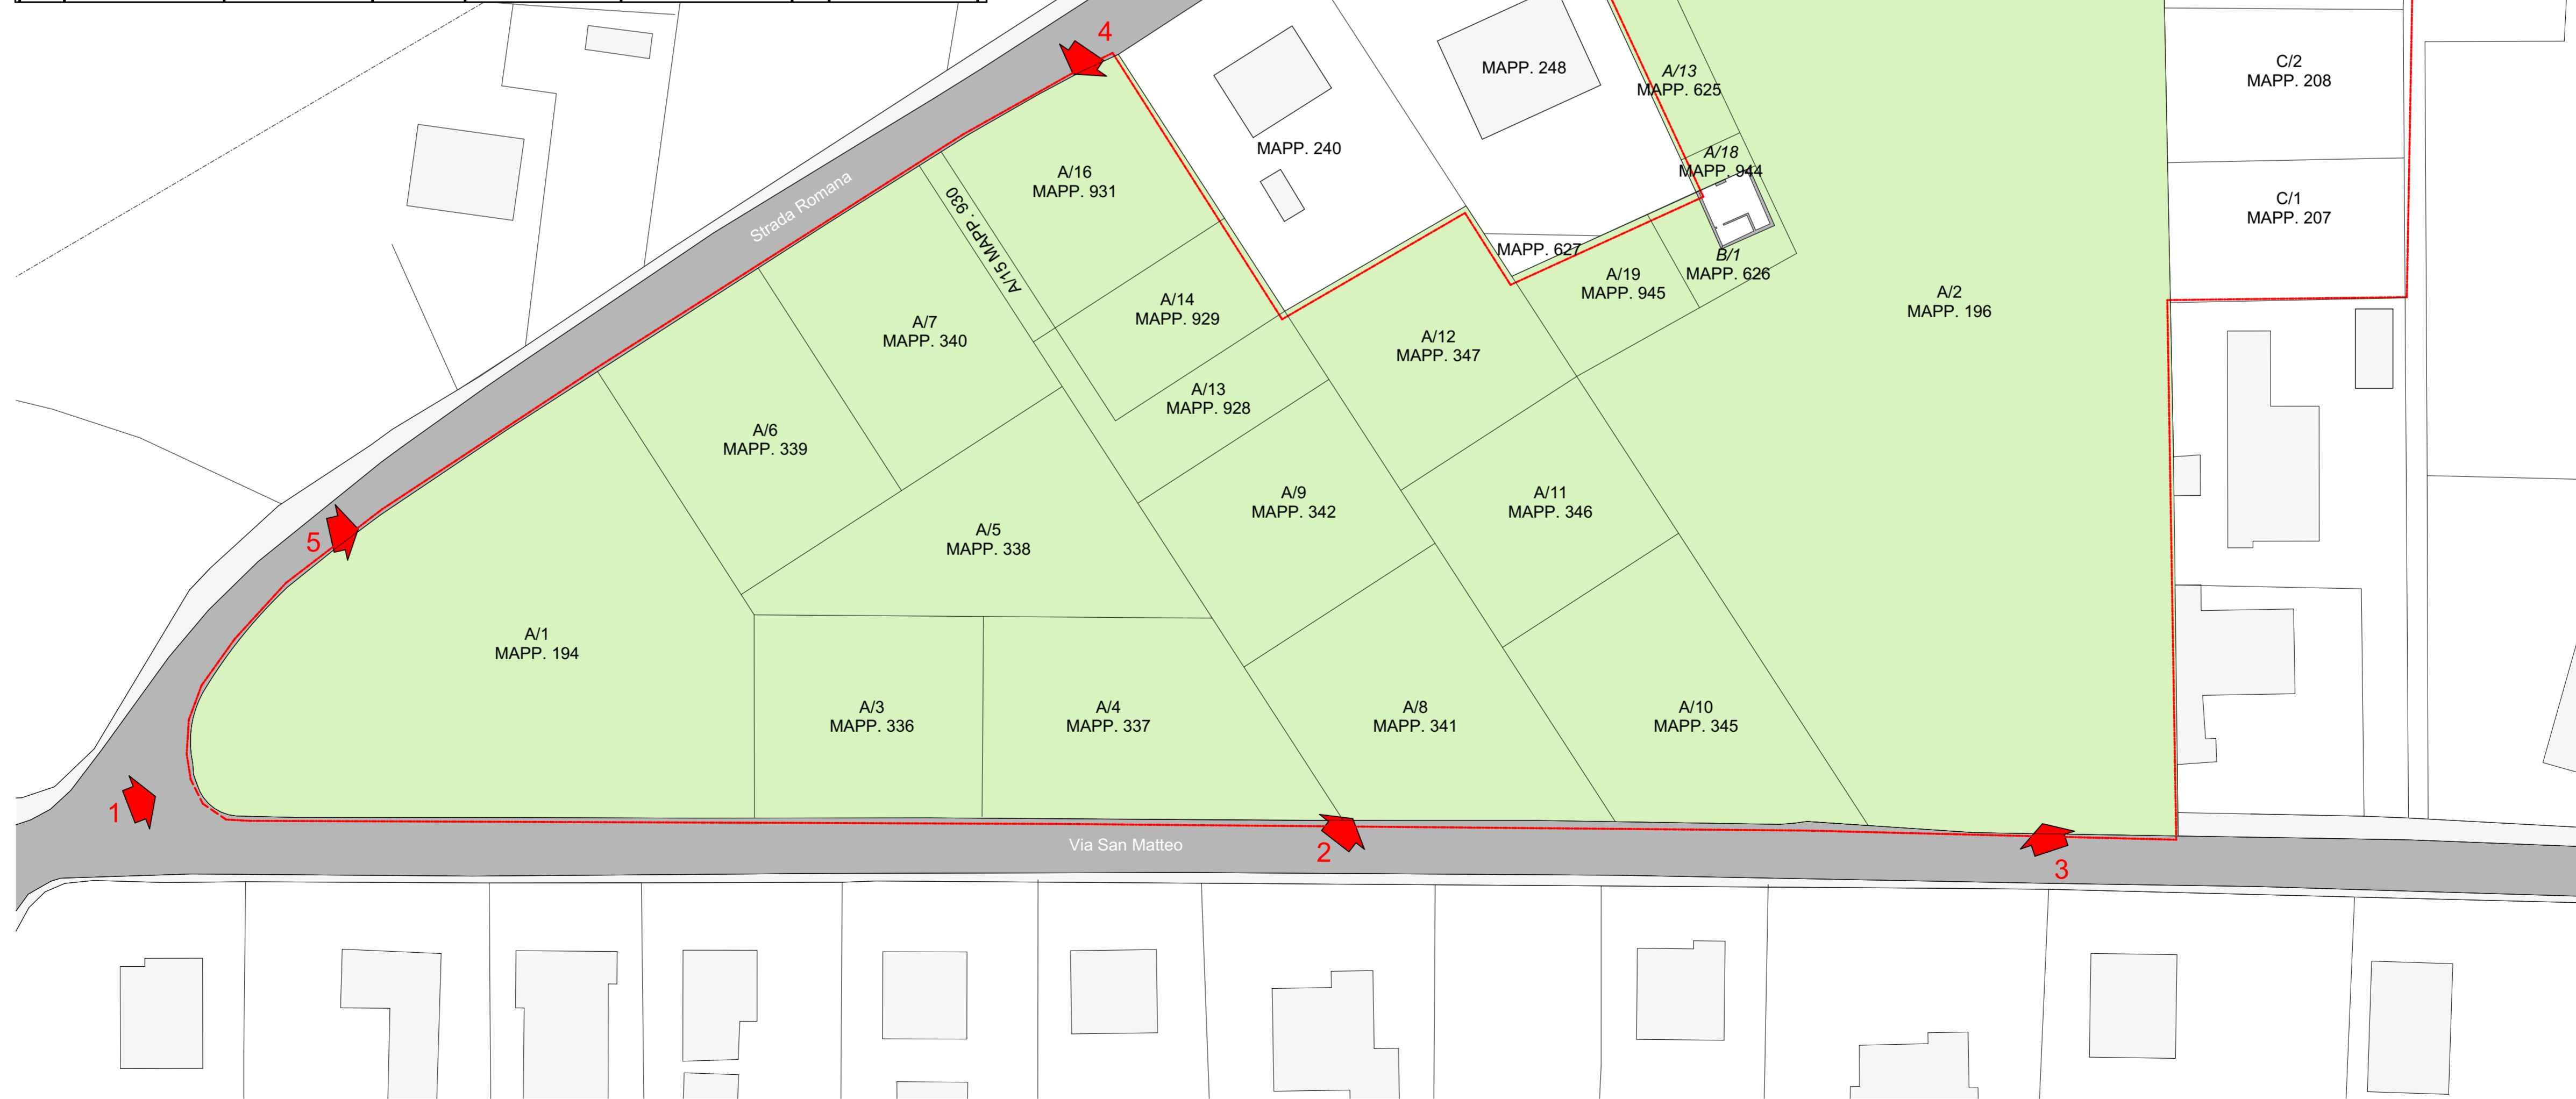 4
MAPP. 248
A/13
MAPP. 625
C/2
MAPP. 208
MAPP. 240
A/18
MAPP. 944
A/16
MAPP. 931
Strada Romana
A/15 MAPP. 930
C/1
MAPP. 207
MAPP. 627
B/1
MAPP. 626
A/19
MAPP. 945
A/14
MAPP. 929
A/2
MAPP. 196
A/7
MAPP. 340
A/12
MAPP. 347
A/13
MAPP. 928
A/6
MAPP. 339
A/9
MAPP. 342
A/11
MAPP. 346
5
A/5
MAPP. 338
A/1
MAPP. 194
A/3
MAPP. 336
A/4
MAPP. 337
A/8
MAPP. 341
A/10
MAPP. 345
1
Via San Matteo
2
3